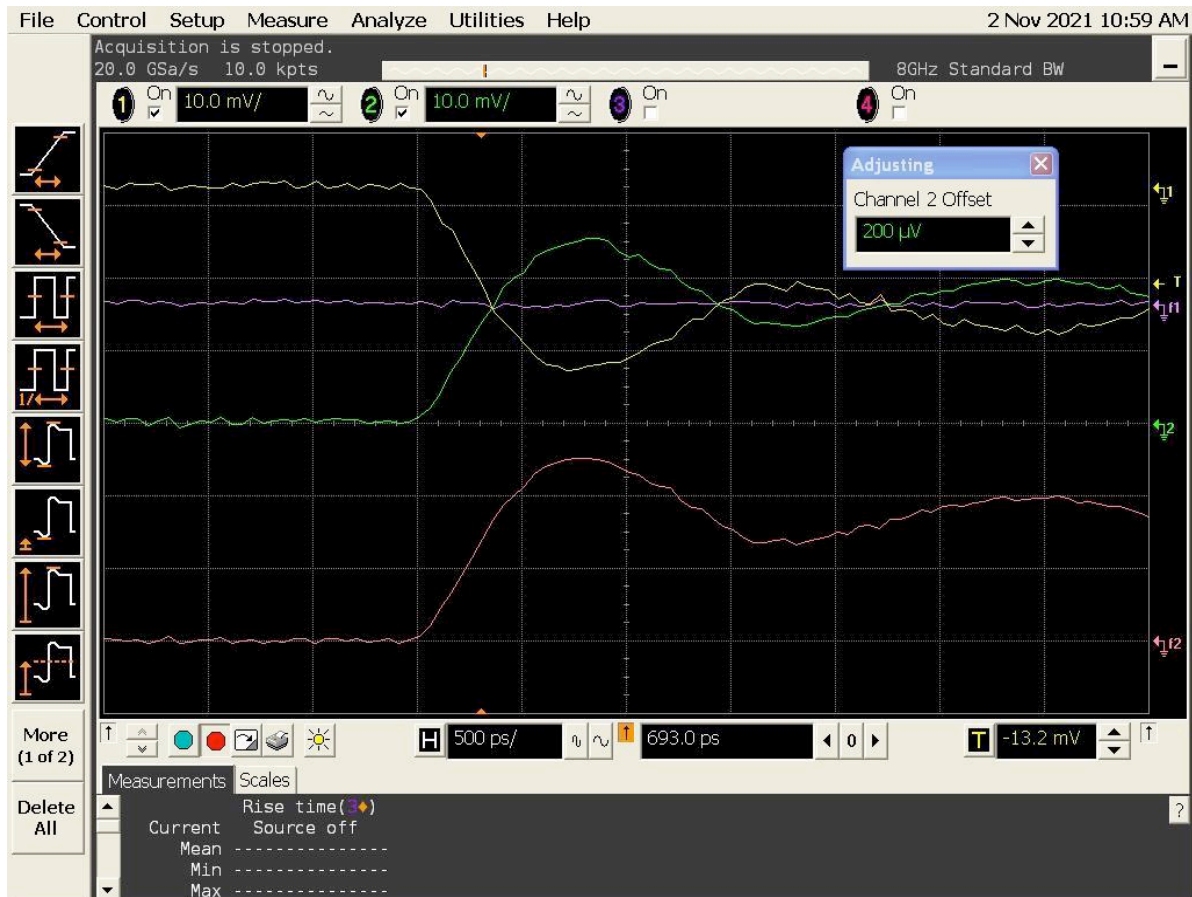 File Control Setup Measure Analyze Utilities Help 2 Nov 2021 10:59 AM
Acquisition is stopped.
20.0 GSa/s 10.0 kpts 8GHz Standard BW
1 On 10.0 mV/ 2 On 10.0 mV/ 3 On 4 On
Adjusting
Channel 2 Offset
200 µV
1
T
f1
2
f2
1/
More
(1 of 2)
Delete
All
H 500 ps/ 693.0 ps 0 T -13.2 mV
Measurements Scales
Rise time(3)
Current Source off
Mean ---------------
Min ---------------
Max ---------------
?